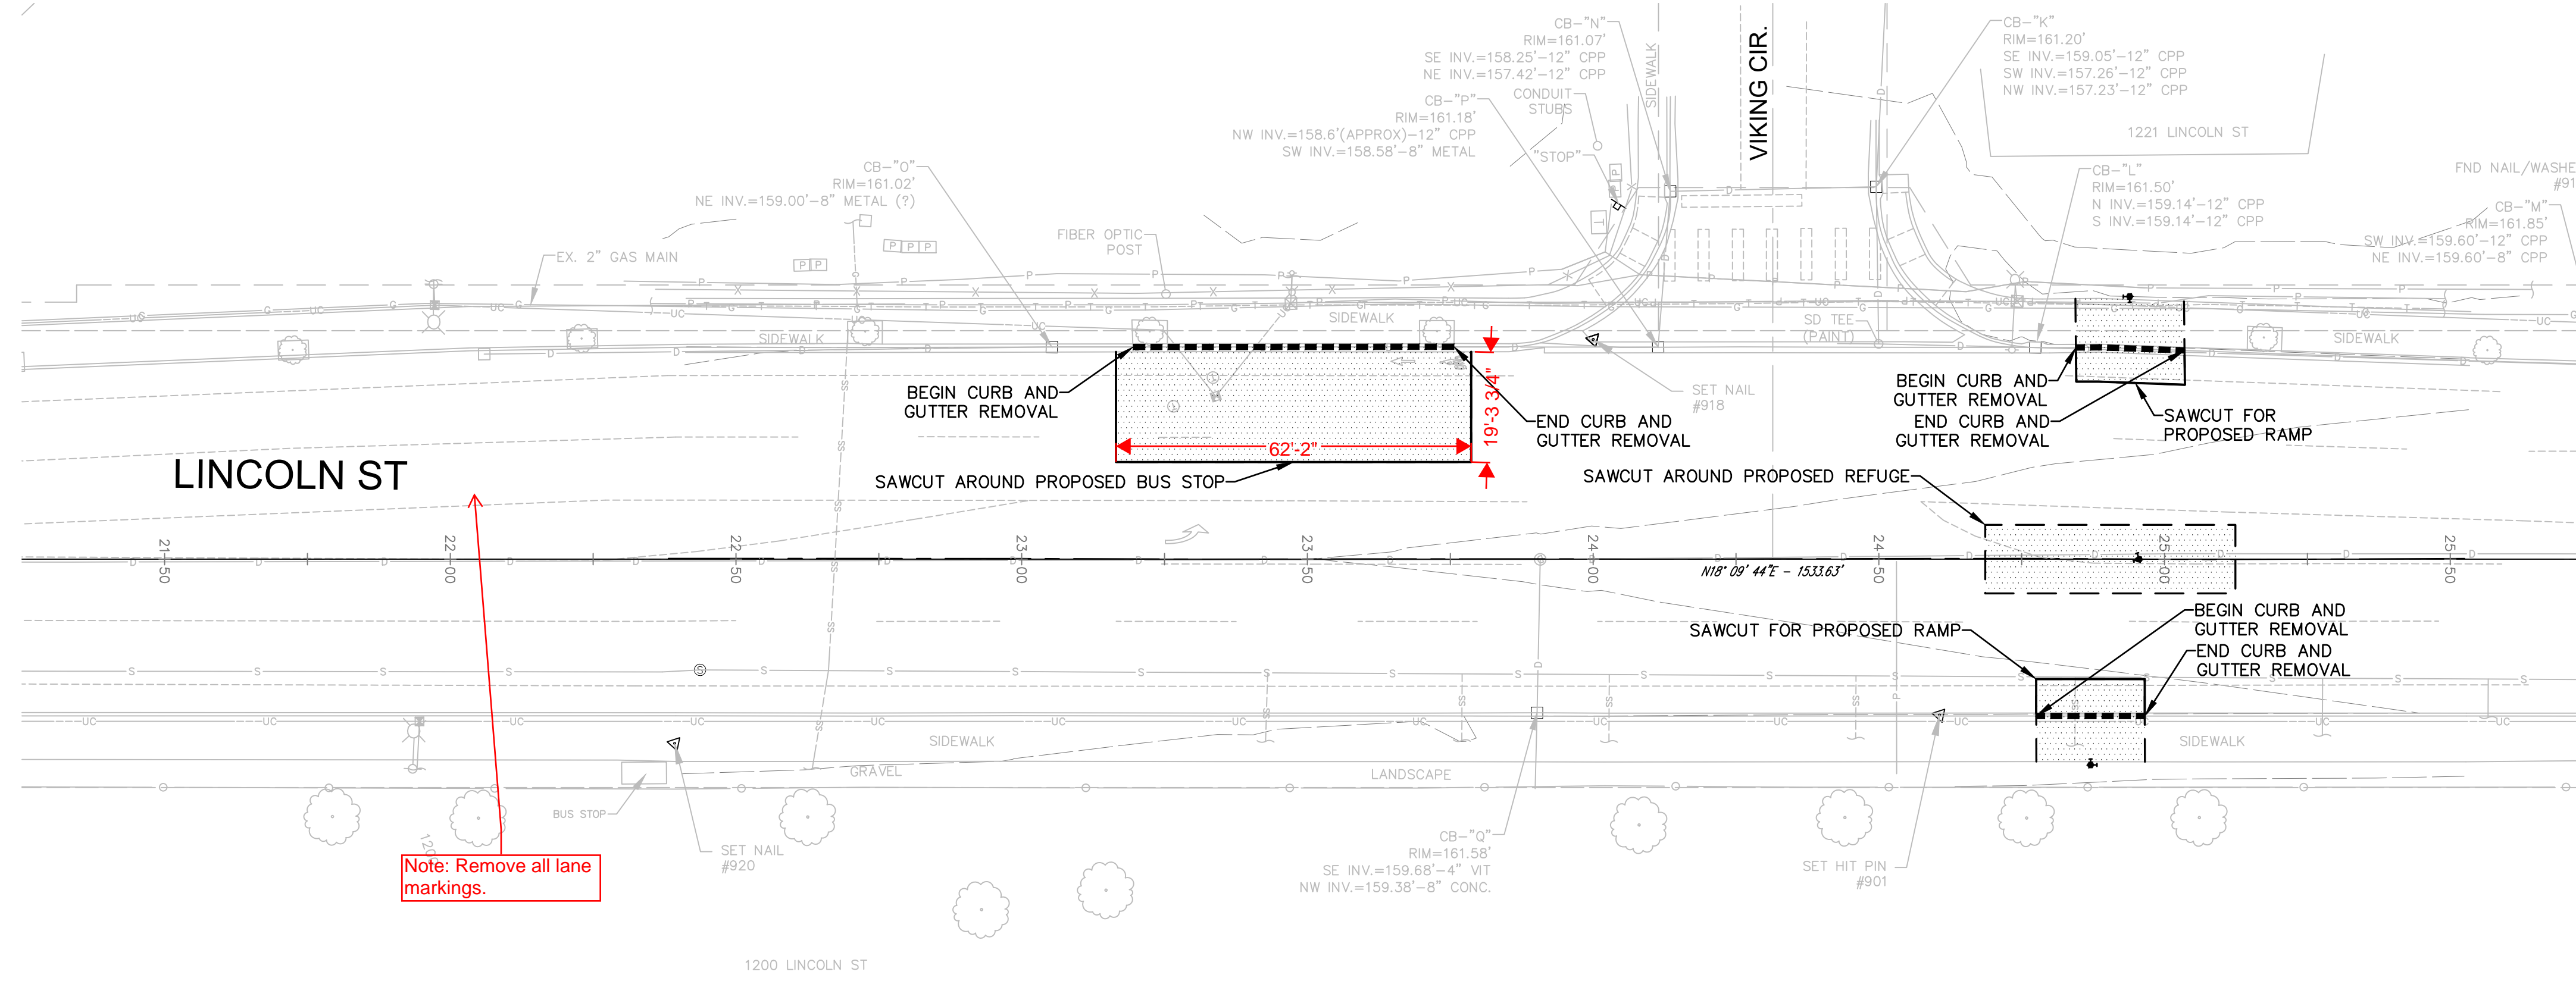 CB-"N"
RIM=161.07'
SE INV.=158.25'-12" CPP
NE INV.=157.42'-12" CPP
CB-"P"
RIM=161.18'
NW INV.=158.6'(APPROX)-12" CPP
SW INV.=158.58'-8" METAL
CONDUIT
STUBS
"STOP"
SIDEWALK
VIKING CIR.
CB-"K"
RIM=161.20'
SE INV.=159.05'-12" CPP
SW INV.=157.26'-12" CPP
NW INV.=157.23'-12" CPP
1221 LINCOLN ST
CB-"L"
RIM=161.50'
N INV.=159.14'-12" CPP
S INV.=159.14'-12" CPP
FND NAIL/WASHE
#91
CB-"M"
RIM=161.85'
SW INV.=159.60'-12" CPP
NE INV.=159.60'-8" CPP
CB-"O"
RIM=161.02'
NE INV.=159.00'-8" METAL (?)
EX. 2" GAS MAIN
FIBER OPTIC
POST
SIDEWALK
SIDEWALK
SD TEE
(PAINT)
SIDEWALK
BEGIN CURB AND
GUTTER REMOVAL
END CURB AND
GUTTER REMOVAL
62'-2"
19'-3 3/4"
SET NAIL
#918
BEGIN CURB AND
GUTTER REMOVAL
END CURB AND
GUTTER REMOVAL
SAWCUT FOR
PROPOSED RAMP
LINCOLN ST
SAWCUT AROUND PROPOSED BUS STOP
SAWCUT AROUND PROPOSED REFUGE
21+50
22+00
22+50
23+00
23+50
24+00
24+50
25+00
25+50
N18° 09' 44"E - 1533.63'
SAWCUT FOR PROPOSED RAMP
BEGIN CURB AND
GUTTER REMOVAL
END CURB AND
GUTTER REMOVAL
SIDEWALK
SIDEWALK
GRAVEL
LANDSCAPE
BUS STOP
SET NAIL
#920
CB-"Q"
RIM=161.58'
SE INV.=159.68'-4" VIT
NW INV.=159.38'-8" CONC.
SET HIT PIN
#901
Note: Remove all lane
markings.
1200 LINCOLN ST